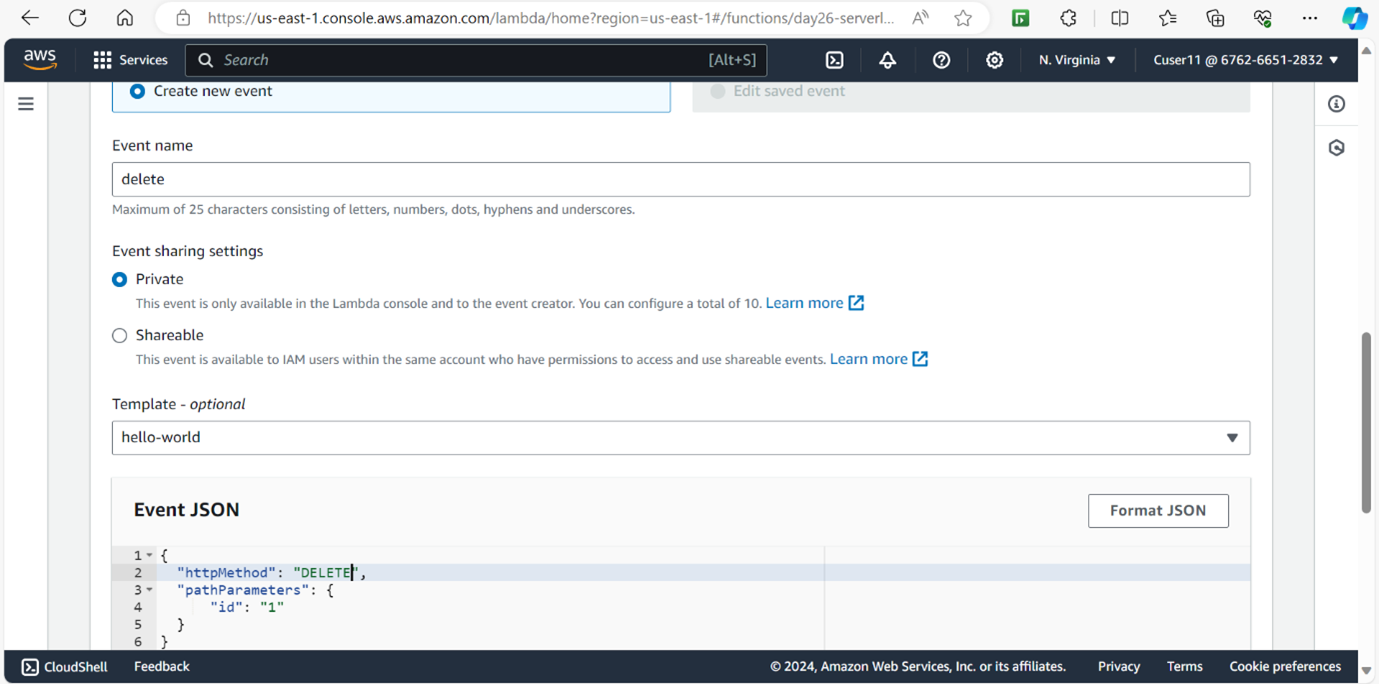 https://us-east-1.console.aws.amazon.com/lambda/home?region=us-east-1#/functions/day26-serverl...
aws Services Search [Alt+S] N. Virginia Cuser11 @ 6762-6651-2832
Create new event Edit saved event
Event name
delete
Maximum of 25 characters consisting of letters, numbers, dots, hyphens and underscores.
Event sharing settings
Private
This event is only available in the Lambda console and to the event creator. You can configure a total of 10. Learn more
Shareable
This event is available to IAM users within the same account who have permissions to access and use shareable events. Learn more
Template - optional
hello-world
Event JSON Format JSON
1 {
2 "httpMethod": "DELETE",
3 "pathParameters": {
4 "id": "1"
5 }
6 }
CloudShell Feedback © 2024, Amazon Web Services, Inc. or its affiliates. Privacy Terms Cookie preferences